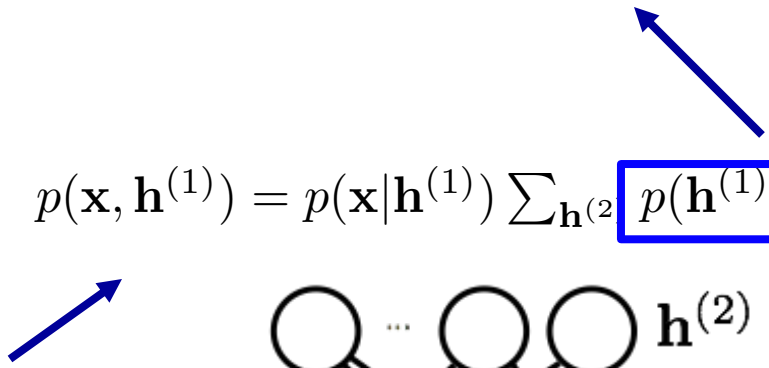 p(x, h^(1)) = p(x|h^(1)) ∑_h^(2) p(h^(1)
... h^(2)